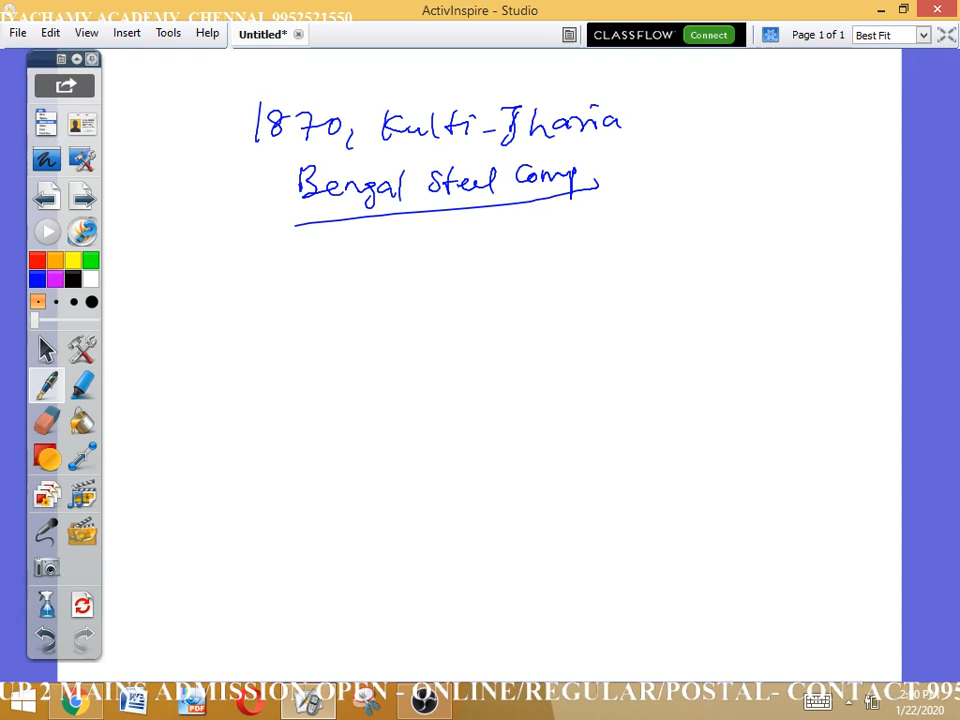 IYACHAMY ACADEMY, CHENNAI 9952521550
ActivInspire - Studio
File Edit View Insert Tools Help Untitled* CLASSFLOW Connect Page 1 of 1 Best Fit
1870, Kulti-Jharia
Bengal Steel Comp,
UP 2 MAINS ADMISSION OPEN - ONLINE/REGULAR/POSTAL- CONTACT 995
1/22/2020